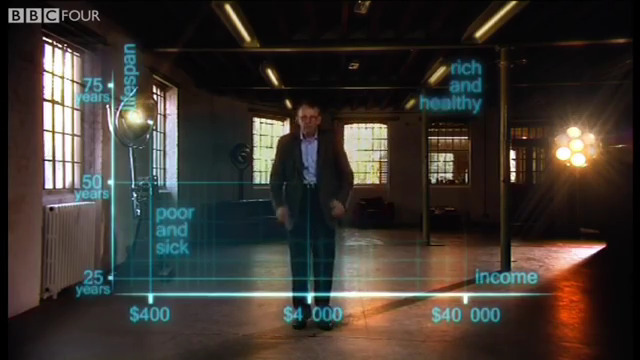 BBC FOUR
lifespan
75
years
rich
and
healthy
50
years
poor
and
sick
25
years
income
$400
$4 000
$40 000